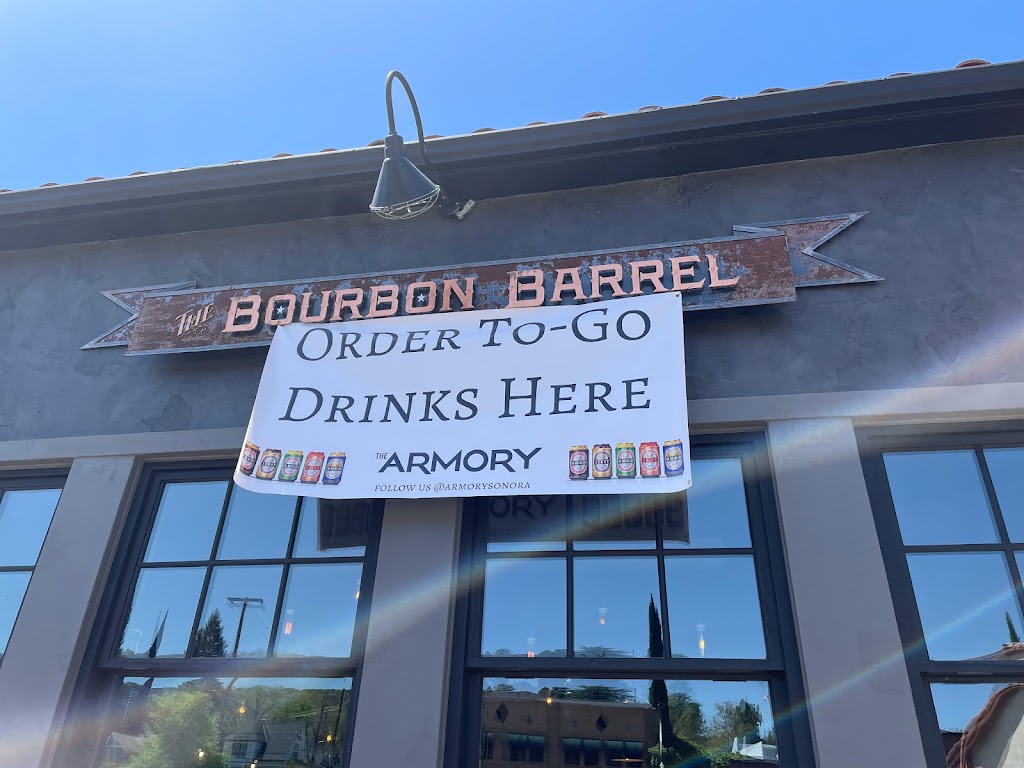 THE BOURBON BARREL
ORDER TO-GO
DRINKS HERE
THE ARMORY
FOLLOW US @ARMORYSONORA